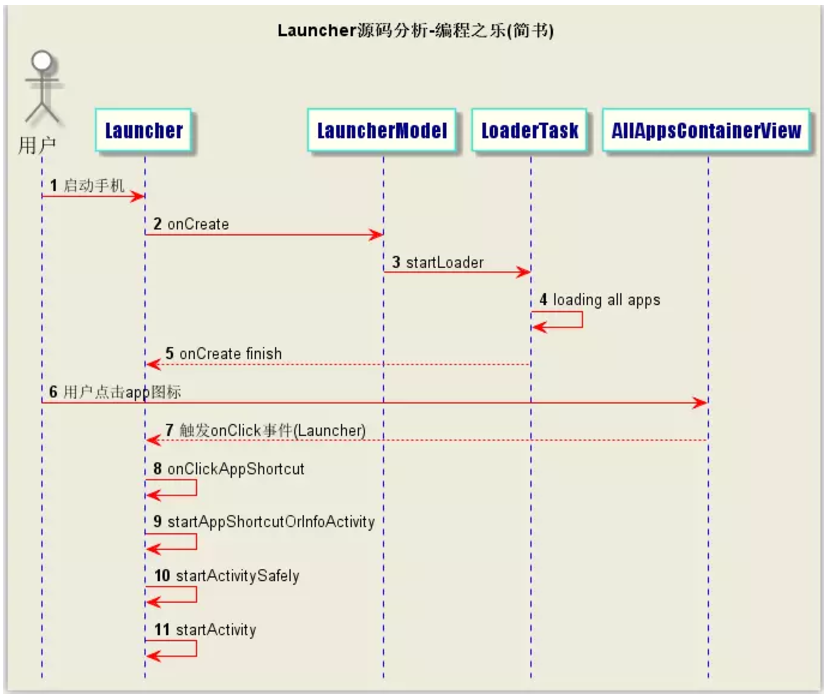 Launcher源码分析-编程之乐(简书)
用户
Launcher
LauncherModel
LoaderTask
AllAppsContainerView
1 启动手机
2 onCreate
3 startLoader
4 loading all apps
5 onCreate finish
6 用户点击app图标
7 触发onClick事件(Launcher)
8 onClickAppShortcut
9 startAppShortcutOrInfoActivity
10 startActivitySafely
11 startActivity